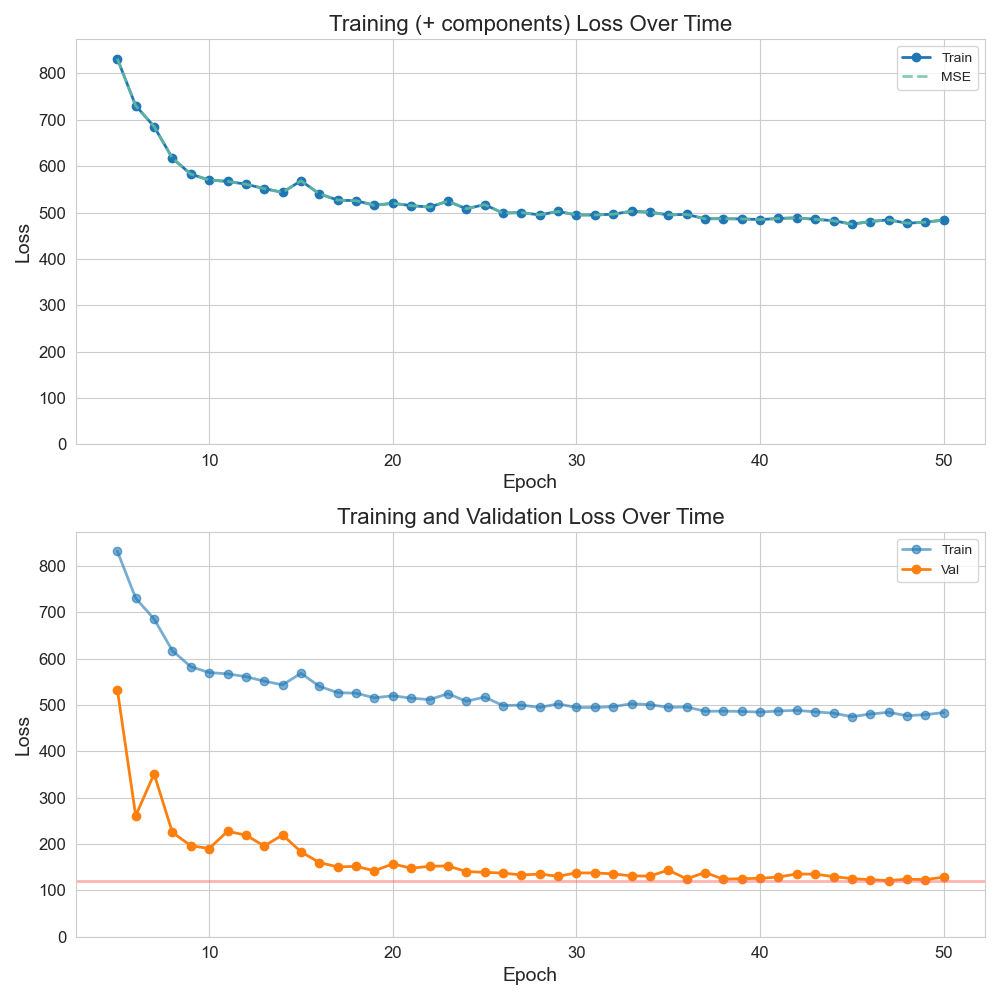 Training (+ components) Loss Over Time
Train
MSE
800
700
600
500
400
300
200
100
0
Loss
10 20 30 40 50
Epoch
Training and Validation Loss Over Time
Train
Val
800
700
600
500
400
300
200
100
0
Loss
10 20 30 40 50
Epoch